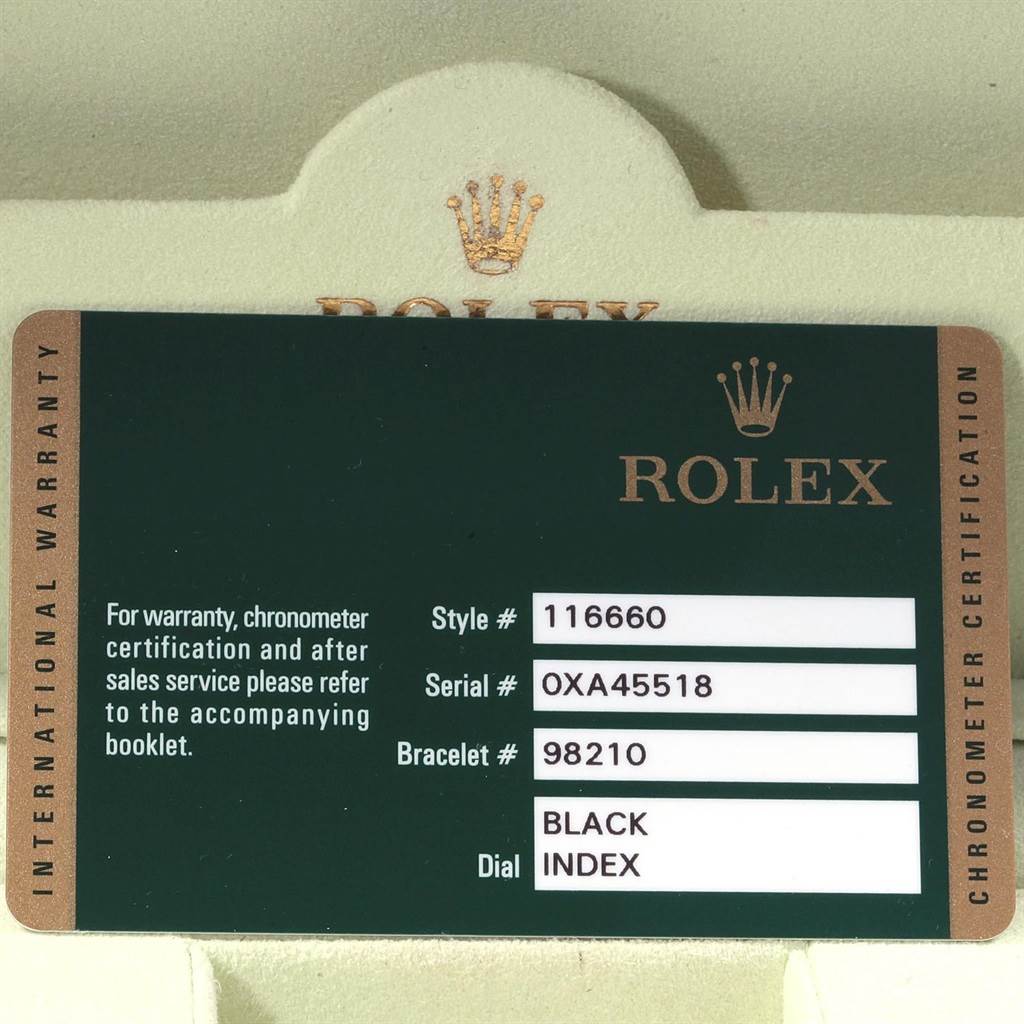 ROLEX
INTERNATIONAL WARRANTY
ROLEX
For warranty, chronometer
certification and after
sales service please refer
to the accompanying
booklet.
Style # 116660
Serial # OXA45518
Bracelet # 98210
Dial BLACK
INDEX
CHRONOMETER CERTIFICATION